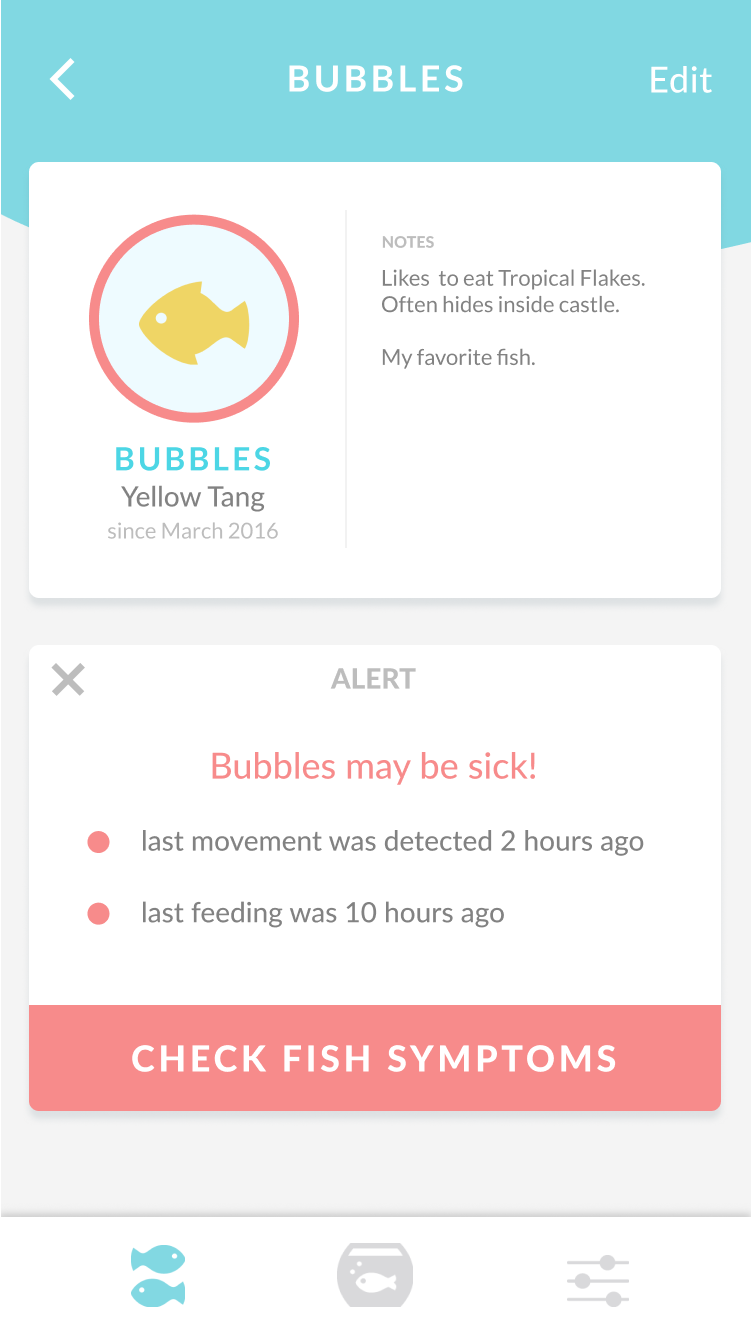 BUBBLES
Edit
NOTES
Likes  to eat Tropical Flakes.
Often hides inside castle.
My favorite fish.
BUBBLES
Yellow Tang
since March 2016
ALERT
Bubbles may be sick!
last movement was detected 2 hours ago
last feeding was 10 hours ago
CHECK FISH SYMPTOMS